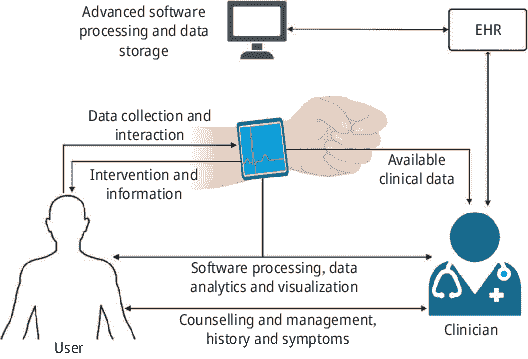 Advanced software
processing and data
storage
EHR
Data collection and
interaction
Intervention and
information
Available
clinical data
Software processing, data
analytics and visualization
Counselling and management,
history and symptoms
User
Clinician